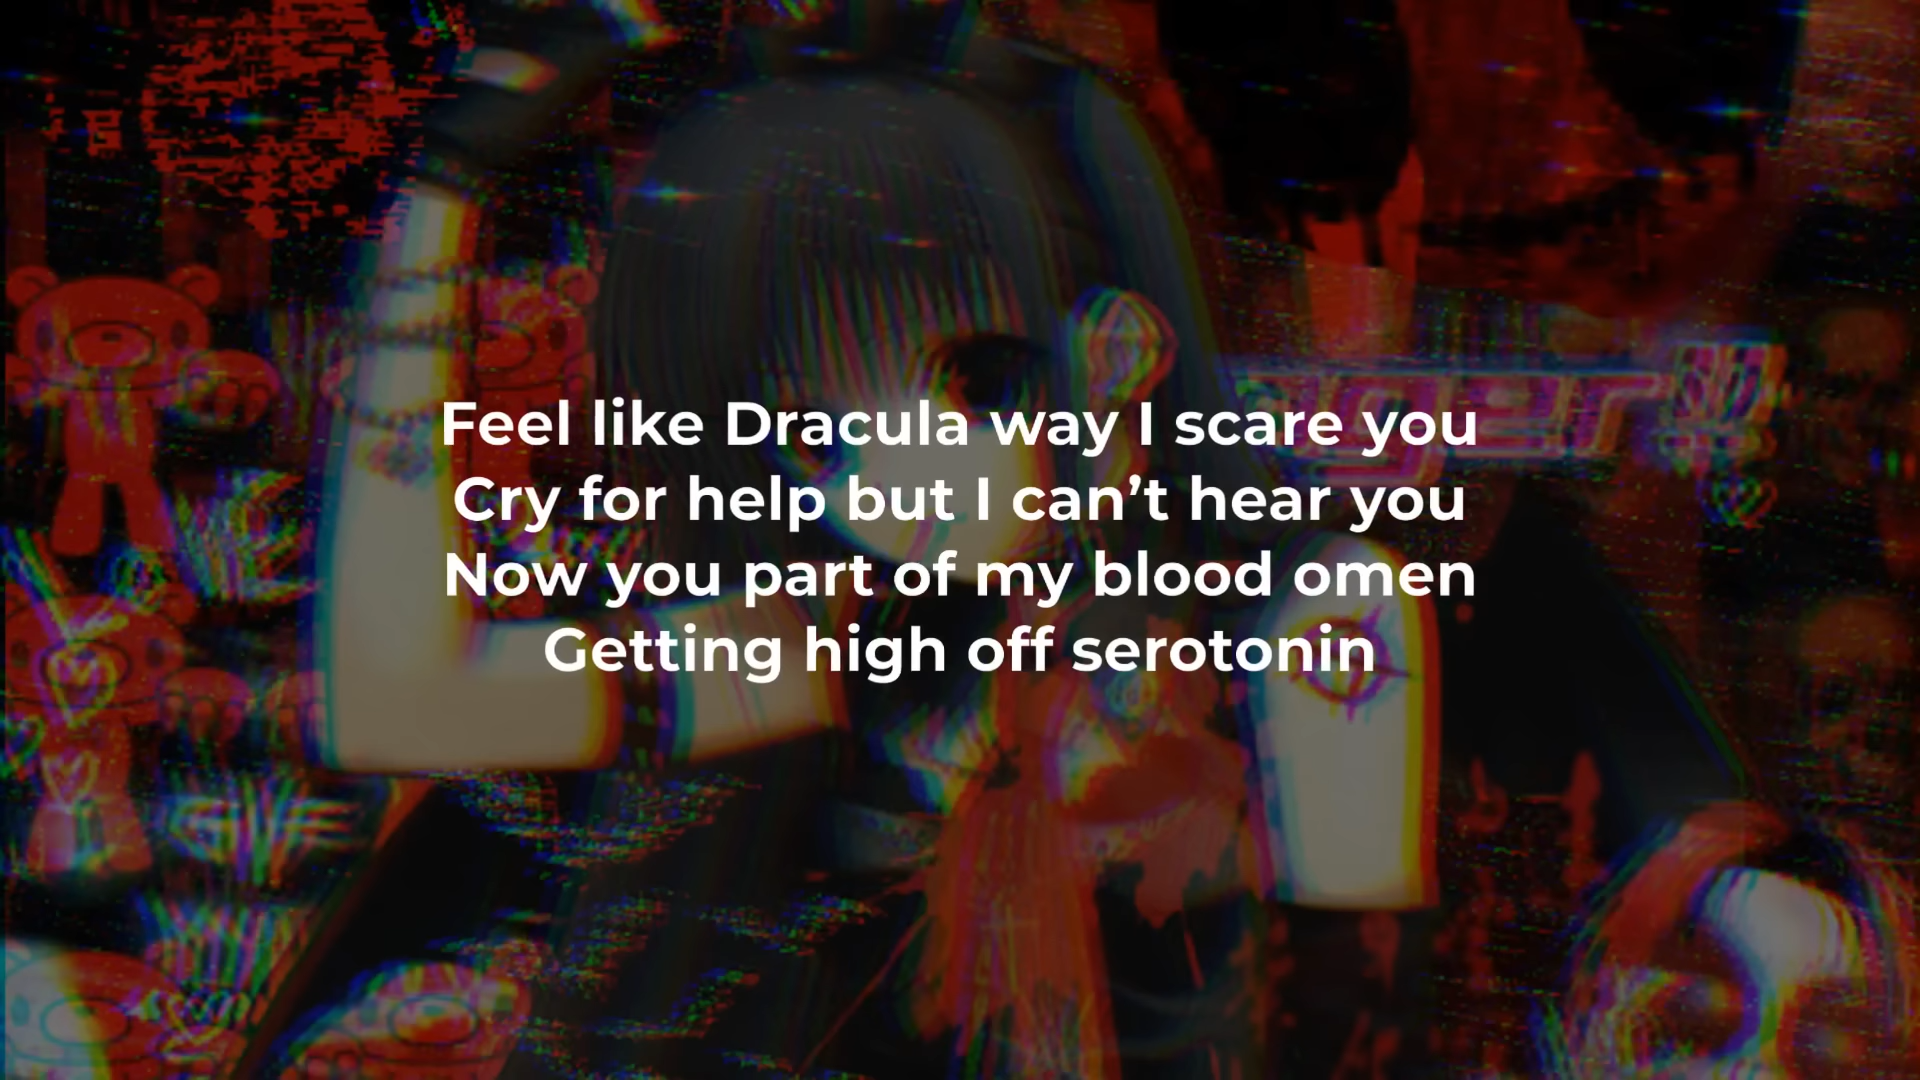 Feel like Dracula way I scare you
Cry for help but I can’t hear you
Now you part of my blood omen
Getting high off serotonin